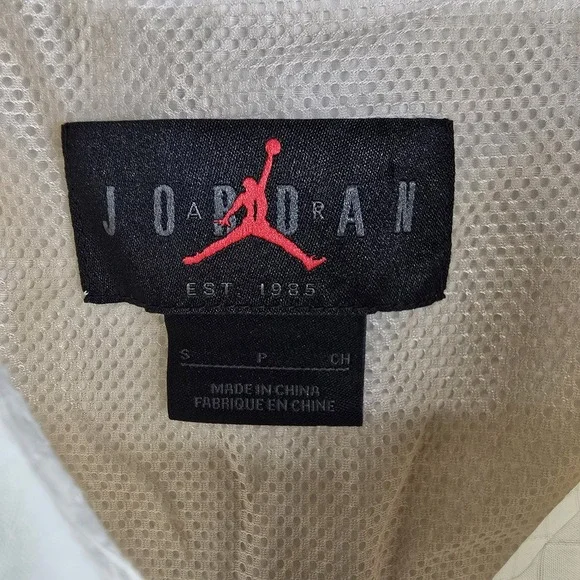 JORDAN
AIR
EST. 1985
S P CH
MADE IN CHINA
FABRIQUE EN CHINE